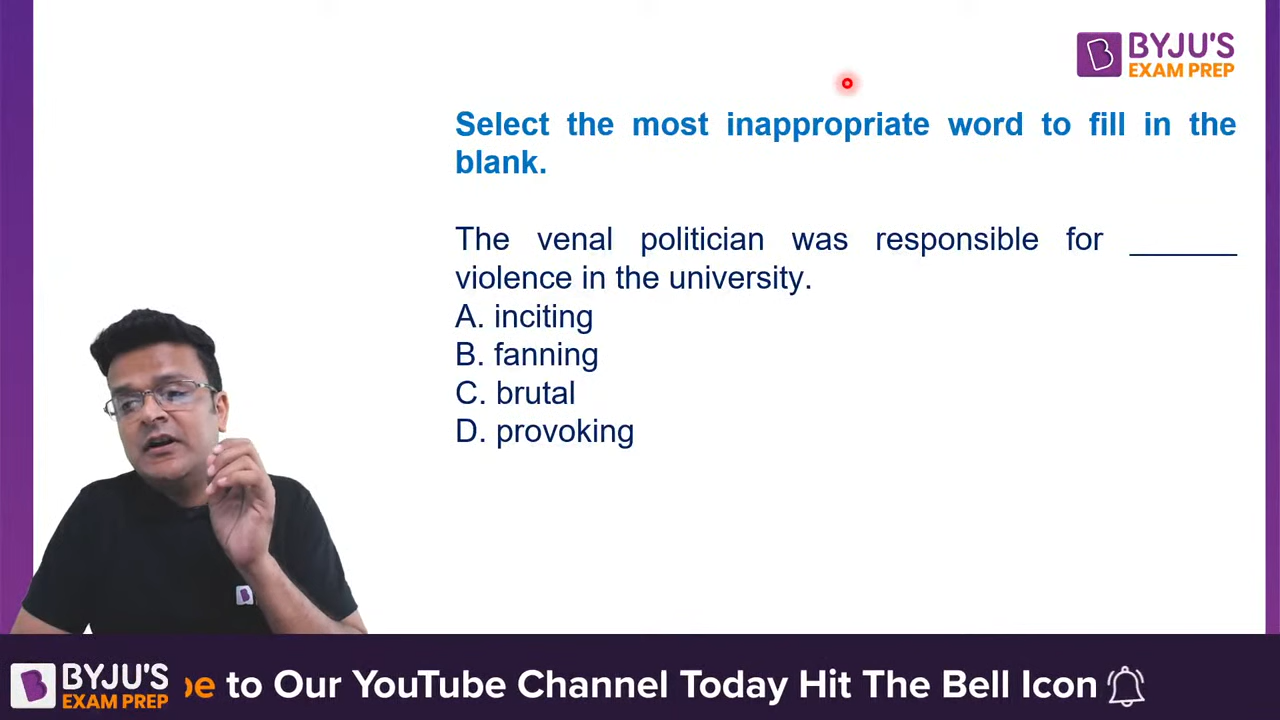 BYJU'S
EXAM PREP
Select the most inappropriate word to fill in the
blank.
The venal politician was responsible for ______
violence in the university.
A. inciting
B. fanning
C. brutal
D. provoking
BYJU'S
EXAM PREP
be to Our YouTube Channel Today Hit The Bell Icon